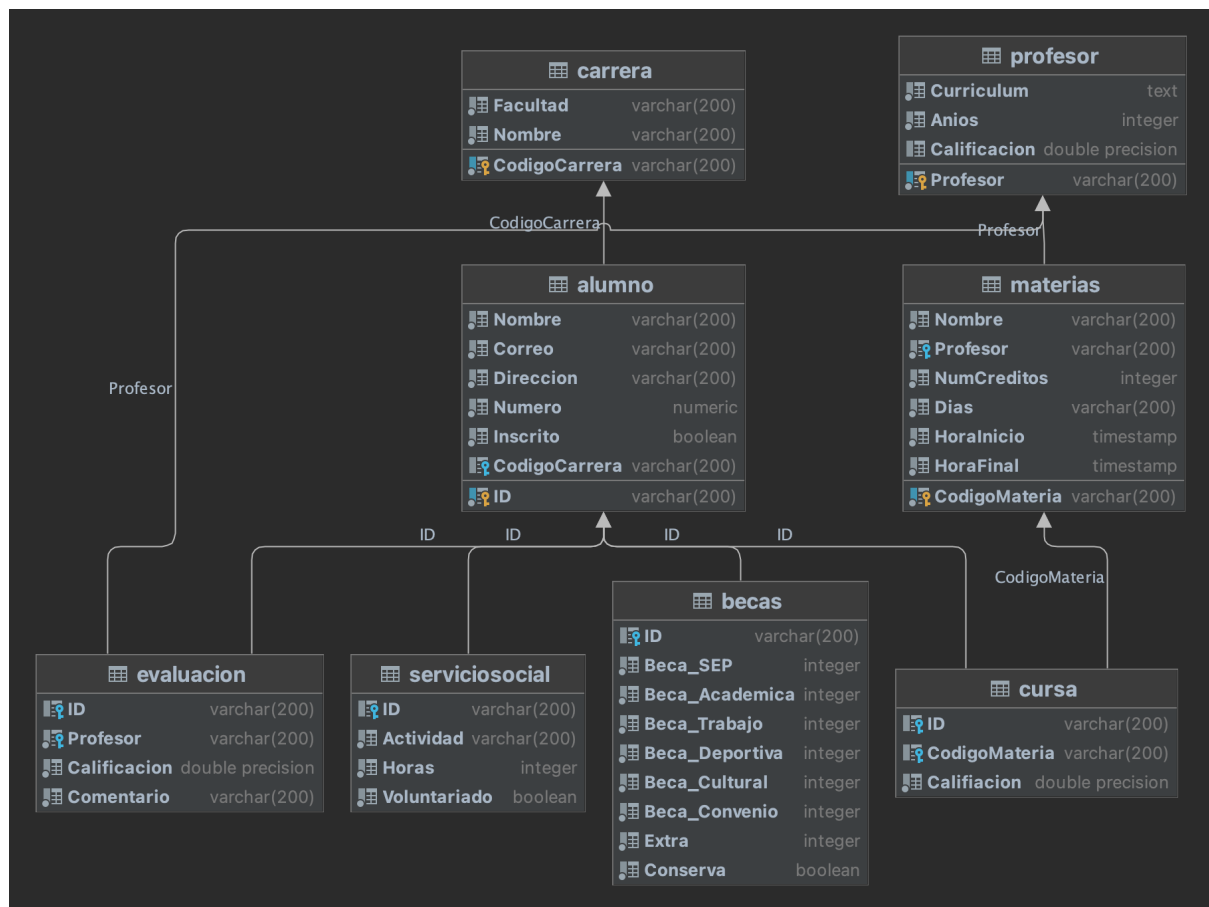 carrera
Facultad varchar(200)
Nombre varchar(200)
CodigoCarrera varchar(200)
profesor
Curriculum text
Anios integer
Calificacion double precision
Profesor varchar(200)
CodigoCarrera
Profesor
alumno
Nombre varchar(200)
Correo varchar(200)
Direccion varchar(200)
Numero numeric
Inscrito boolean
CodigoCarrera varchar(200)
ID varchar(200)
materias
Nombre varchar(200)
Profesor varchar(200)
NumCreditos integer
Dias varchar(200)
HoraInicio timestamp
HoraFinal timestamp
CodigoMateria varchar(200)
Profesor
ID
ID
ID
ID
CodigoMateria
evaluacion
ID varchar(200)
Profesor varchar(200)
Calificacion double precision
Comentario varchar(200)
serviciosocial
ID varchar(200)
Actividad varchar(200)
Horas integer
Voluntariado boolean
becas
ID varchar(200)
Beca_SEP integer
Beca_Academica integer
Beca_Trabajo integer
Beca_Deportiva integer
Beca_Cultural integer
Beca_Convenio integer
Extra integer
Conserva boolean
cursa
ID varchar(200)
CodigoMateria varchar(200)
Califiacion double precision